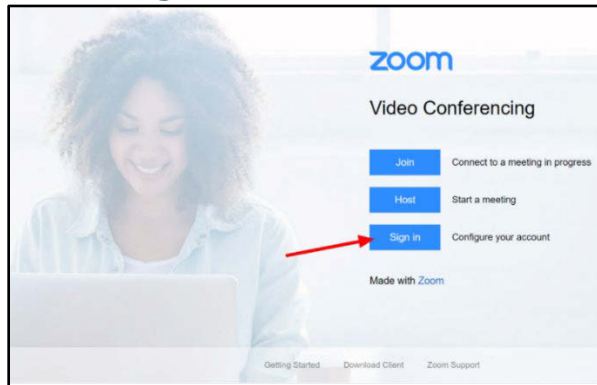 zoom
Video Conferencing
Join Connect to a meeting in progress
Host Start a meeting
Sign in Configure your account
Made with Zoom
Getting Started Download Client Zoom Support